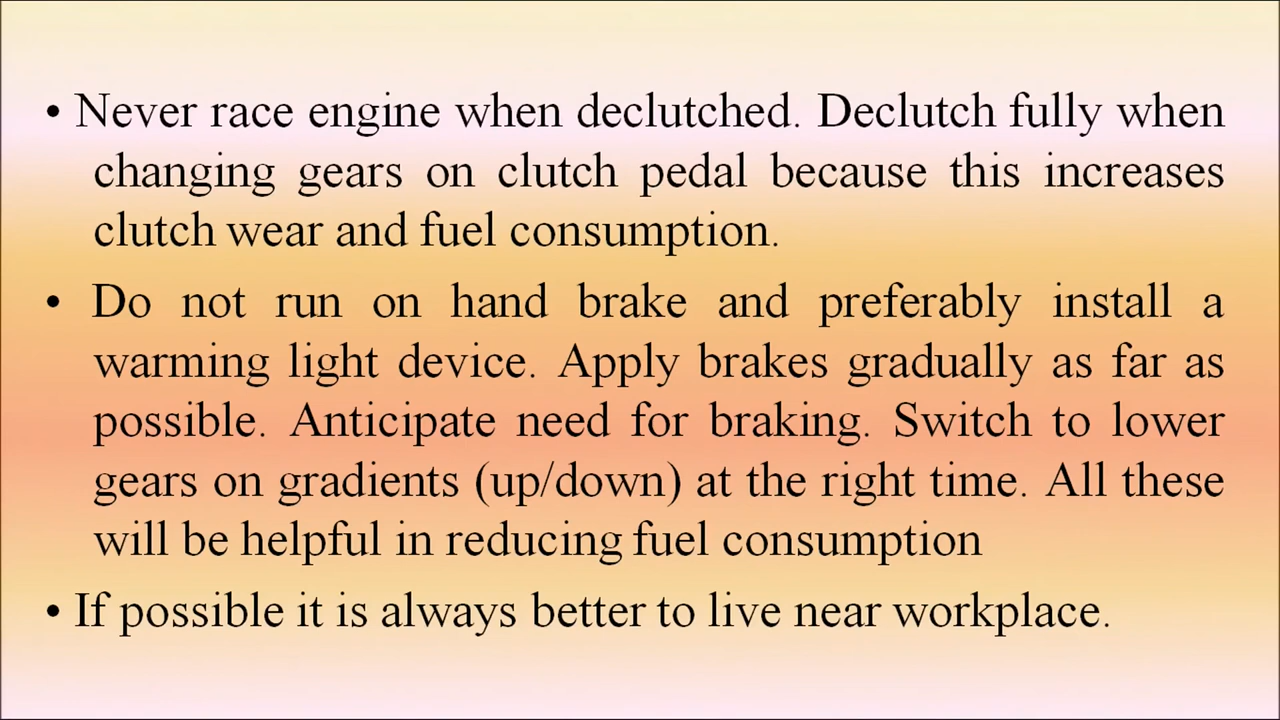 • Never race engine when declutched. Declutch fully when
changing gears on clutch pedal because this increases
clutch wear and fuel consumption.
• Do not run on hand brake and preferably install a
warming light device. Apply brakes gradually as far as
possible. Anticipate need for braking. Switch to lower
gears on gradients (up/down) at the right time. All these
will be helpful in reducing fuel consumption
• If possible it is always better to live near workplace.